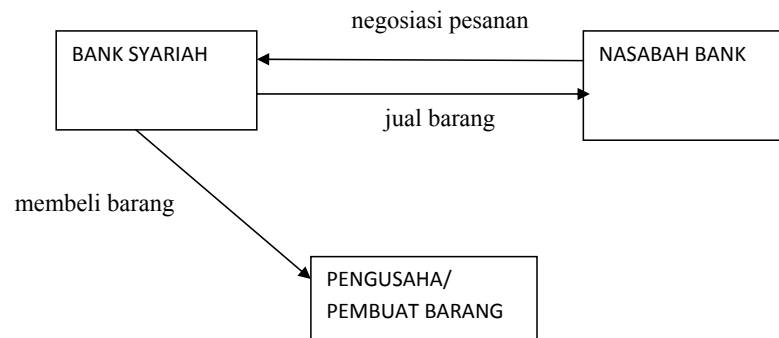 negosiasi pesanan
BANK SYARIAH
NASABAH BANK
jual barang
membeli barang
PENGUSAHA/
PEMBUAT BARANG